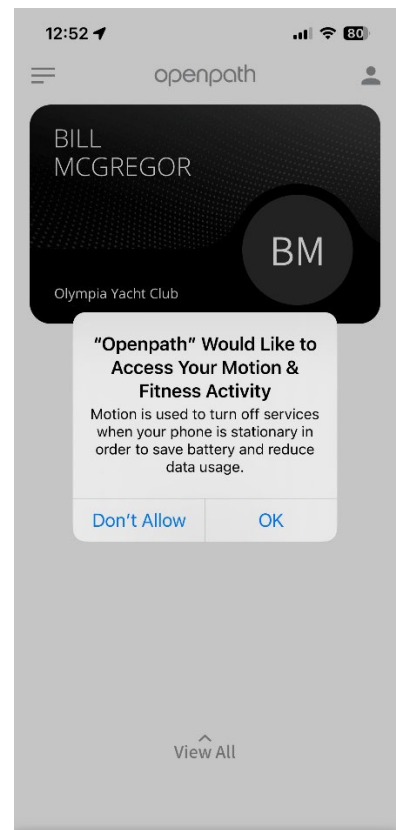 12:52
80
openpath
BILL
MCGREGOR
BM
Olympia Yacht Club
“Openpath” Would Like to
Access Your Motion &
Fitness Activity
Motion is used to turn off services
when your phone is stationary in
order to save battery and reduce
data usage.
Don’t Allow
OK
View All